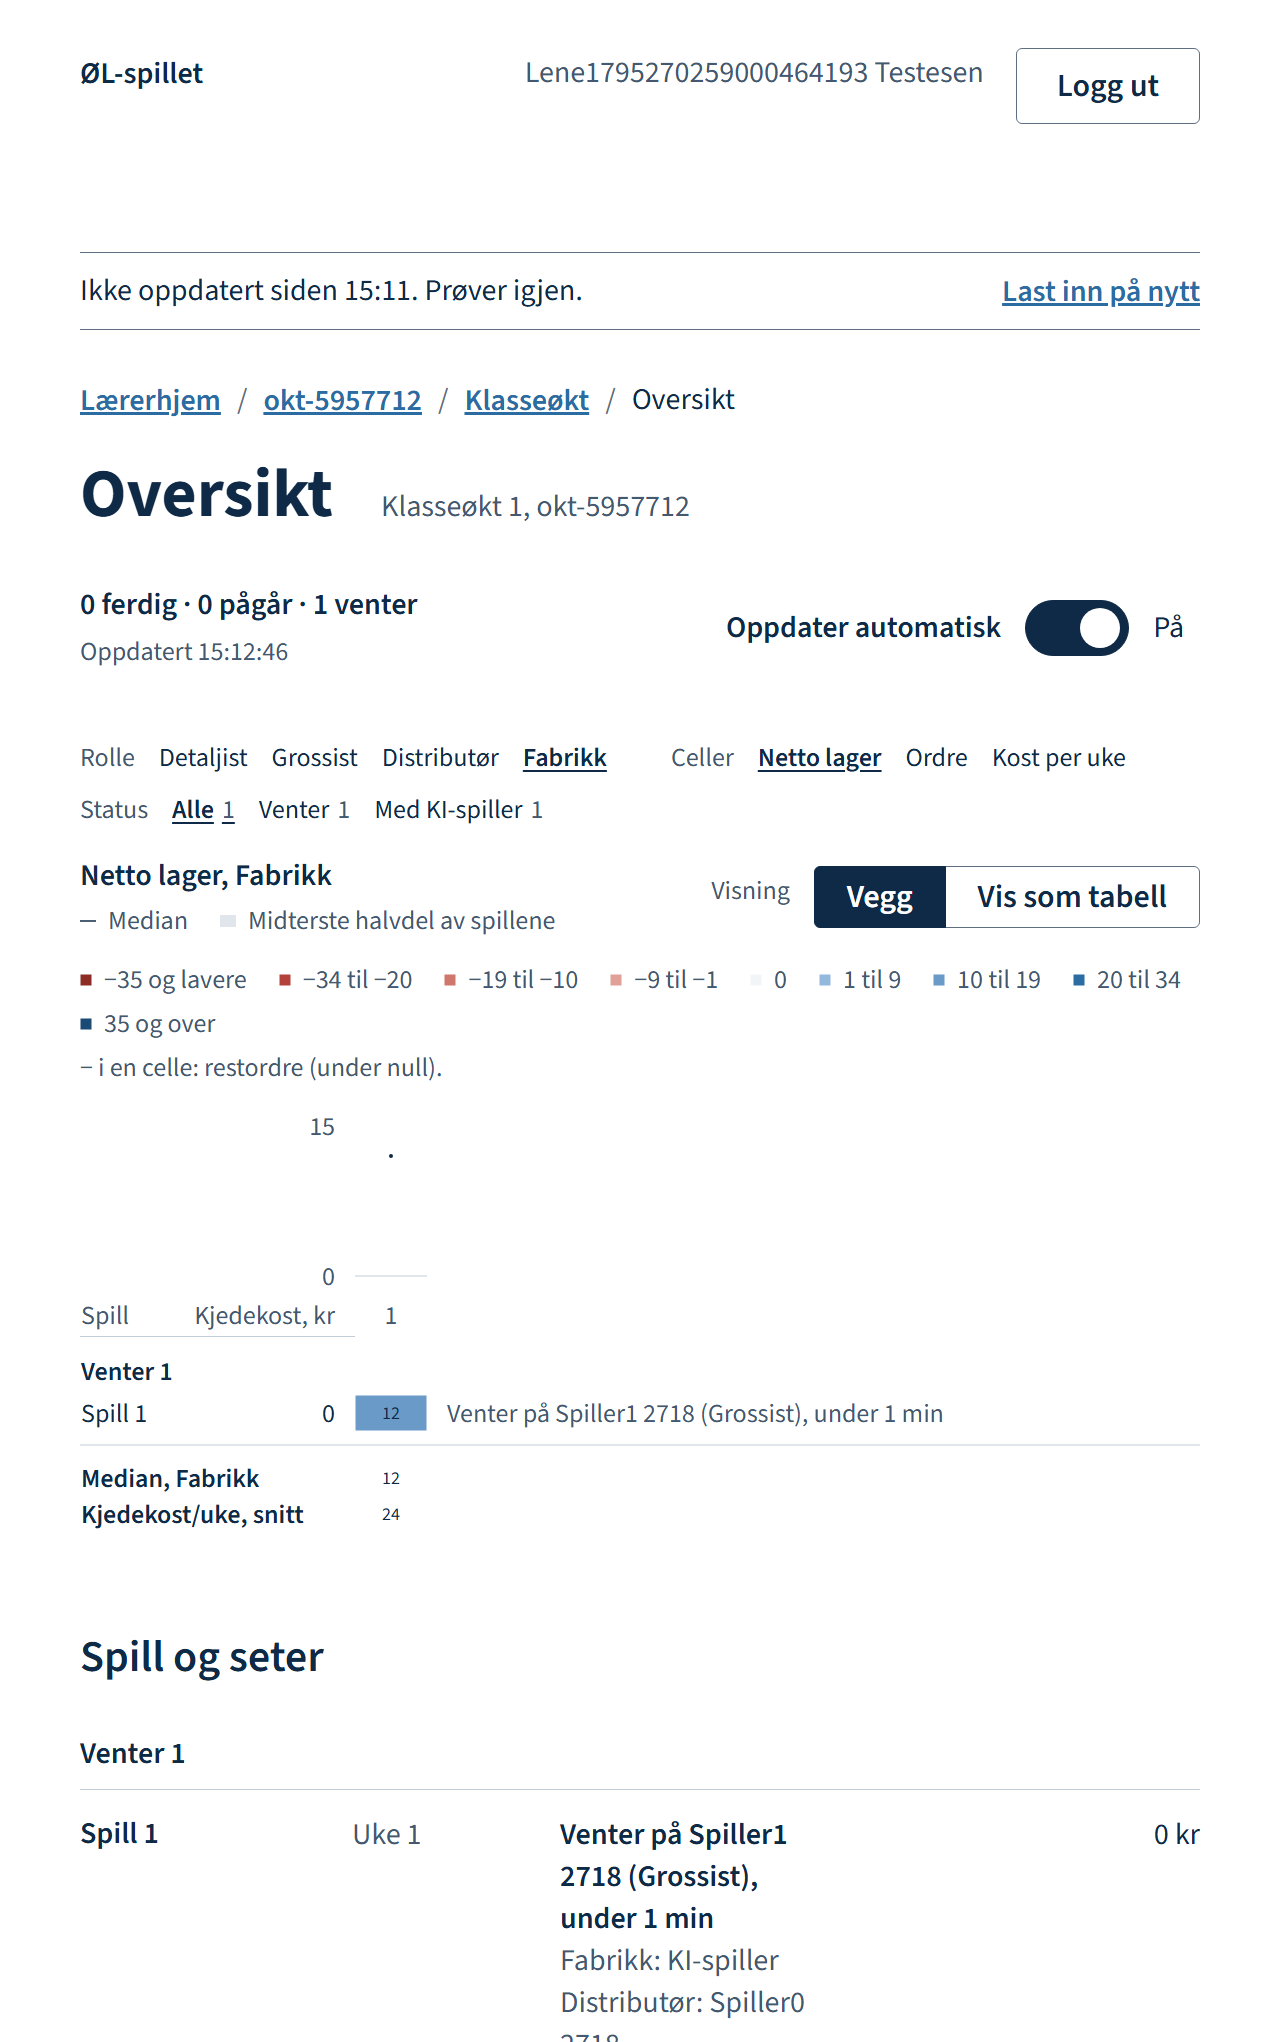 ØL-spillet
Lene1795270259000464193 Testesen
Logg ut
Ikke oppdatert siden 15:11. Prøver igjen.
Last inn på nytt
Lærerhjem / okt-5957712 / Klasseøkt / Oversikt
Oversikt
Klasseøkt 1, okt-5957712
0 ferdig · 0 pågår · 1 venter
Oppdatert 15:12:46
Oppdater automatisk
På
Rolle Detaljist Grossist Distributør Fabrikk
Celler Netto lager Ordre Kost per uke
Status Alle 1 Venter 1 Med KI-spiller 1
Netto lager, Fabrikk
Median Midterste halvdel av spillene
Visning
Vegg
Vis som tabell
−35 og lavere −34 til −20 −19 til −10 −9 til −1 0 1 til 9 10 til 19 20 til 34
35 og over
− i en celle: restordre (under null).
15
0
Spill Kjedekost, kr 1
Venter 1
Spill 1 0 12 Venter på Spiller1 2718 (Grossist), under 1 min
Median, Fabrikk 12
Kjedekost/uke, snitt 24
Spill og seter
Venter 1
Spill 1
Uke 1
Venter på Spiller1
2718 (Grossist),
under 1 min
Fabrikk: KI-spiller
Distributør: Spiller0
2718
0 kr